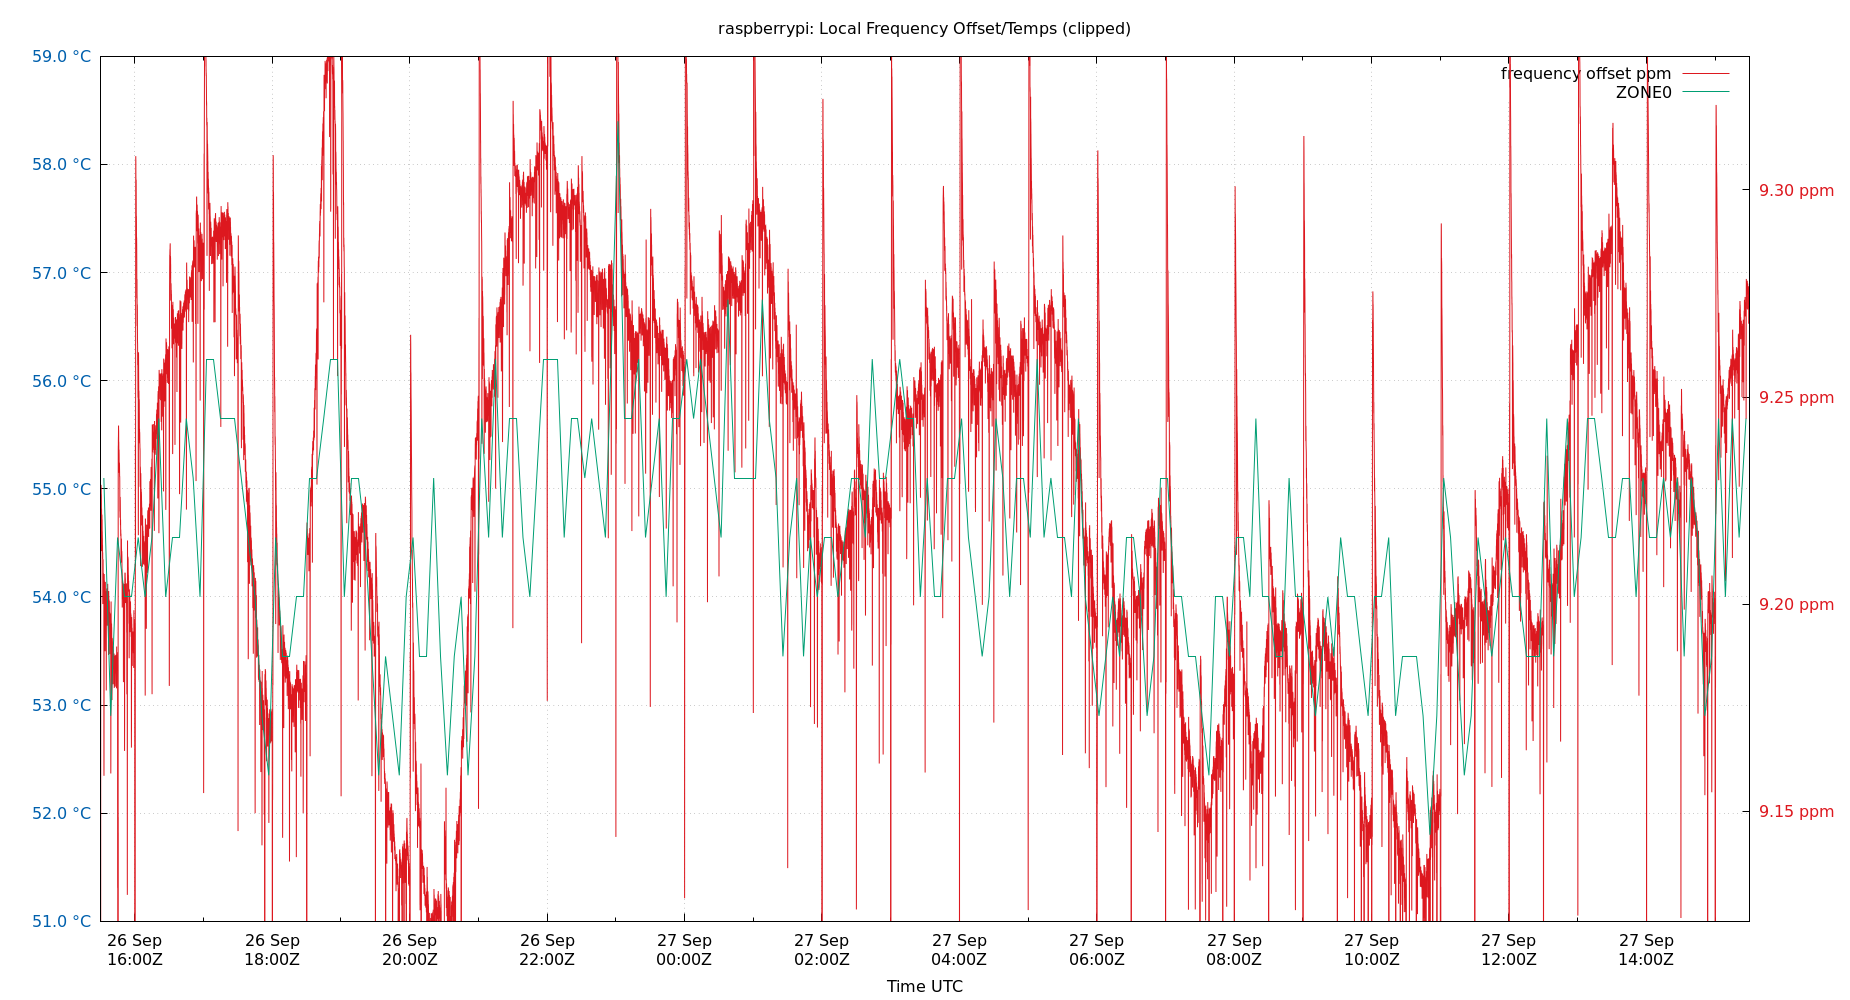 raspberrypi: Local Frequency Offset/Temps (clipped)
59.0 °C
58.0 °C
57.0 °C
56.0 °C
55.0 °C
54.0 °C
53.0 °C
52.0 °C
51.0 °C
frequency offset ppm
ZONE0
9.30 ppm
9.25 ppm
9.20 ppm
9.15 ppm
26 Sep 26 Sep 26 Sep 26 Sep 27 Sep 27 Sep 27 Sep 27 Sep 27 Sep 27 Sep 27 Sep 27 Sep
16:00Z 18:00Z 20:00Z 22:00Z 00:00Z 02:00Z 04:00Z 06:00Z 08:00Z 10:00Z 12:00Z 14:00Z
Time UTC